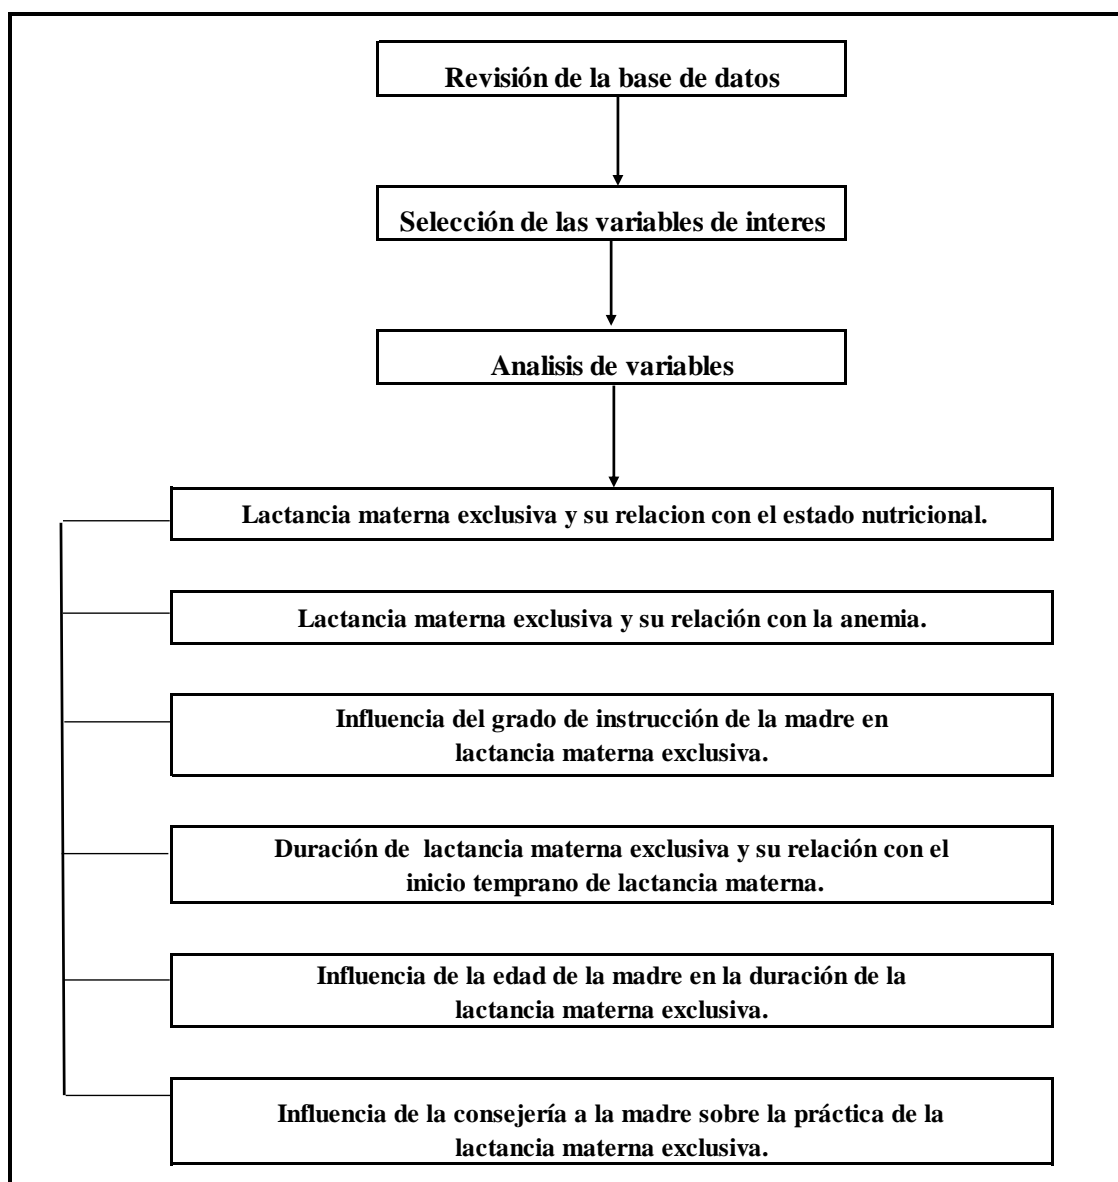 Revisión de la base de datos
Selección de las variables de interes
Analisis de variables
Lactancia materna exclusiva y su relacion con el estado nutricional.
Lactancia materna exclusiva y su relación con la anemia.
Influencia del grado de instrucción de la madre en
lactancia materna exclusiva.
Duración de  lactancia materna exclusiva y su relación con el
inicio temprano de lactancia materna.
Influencia de la edad de la madre en la duración de la
lactancia materna exclusiva.
Influencia de la consejería a la madre sobre la práctica de la
lactancia materna exclusiva.